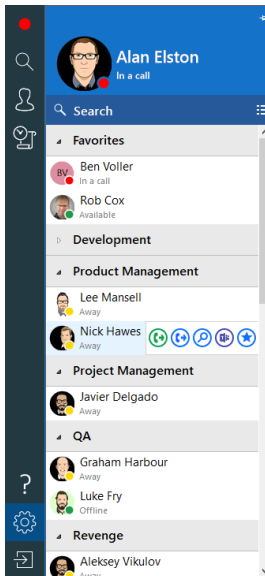 Alan Elston
In a call
Search
Favorites
BV
Ben Voller
In a call
Rob Cox
Available
Development
Product Management
Lee Mansell
Away
Nick Hawes
Away
Project Management
Javier Delgado
Away
QA
Graham Harbour
Away
Luke Fry
Offline
?
Revenge
Aleksey Vikulov
Away